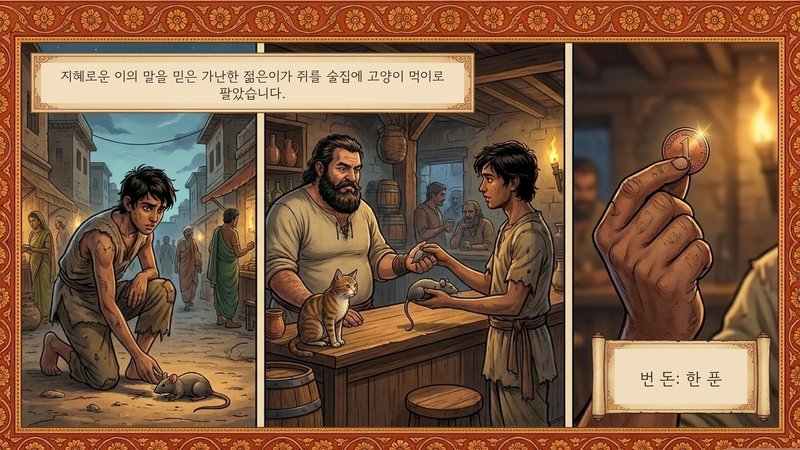 지혜로운 이의 말을 믿은 가난한 젊은이가 쥐를 술집에 고양이 먹이로
팔았습니다.
1
번 돈: 한 푼